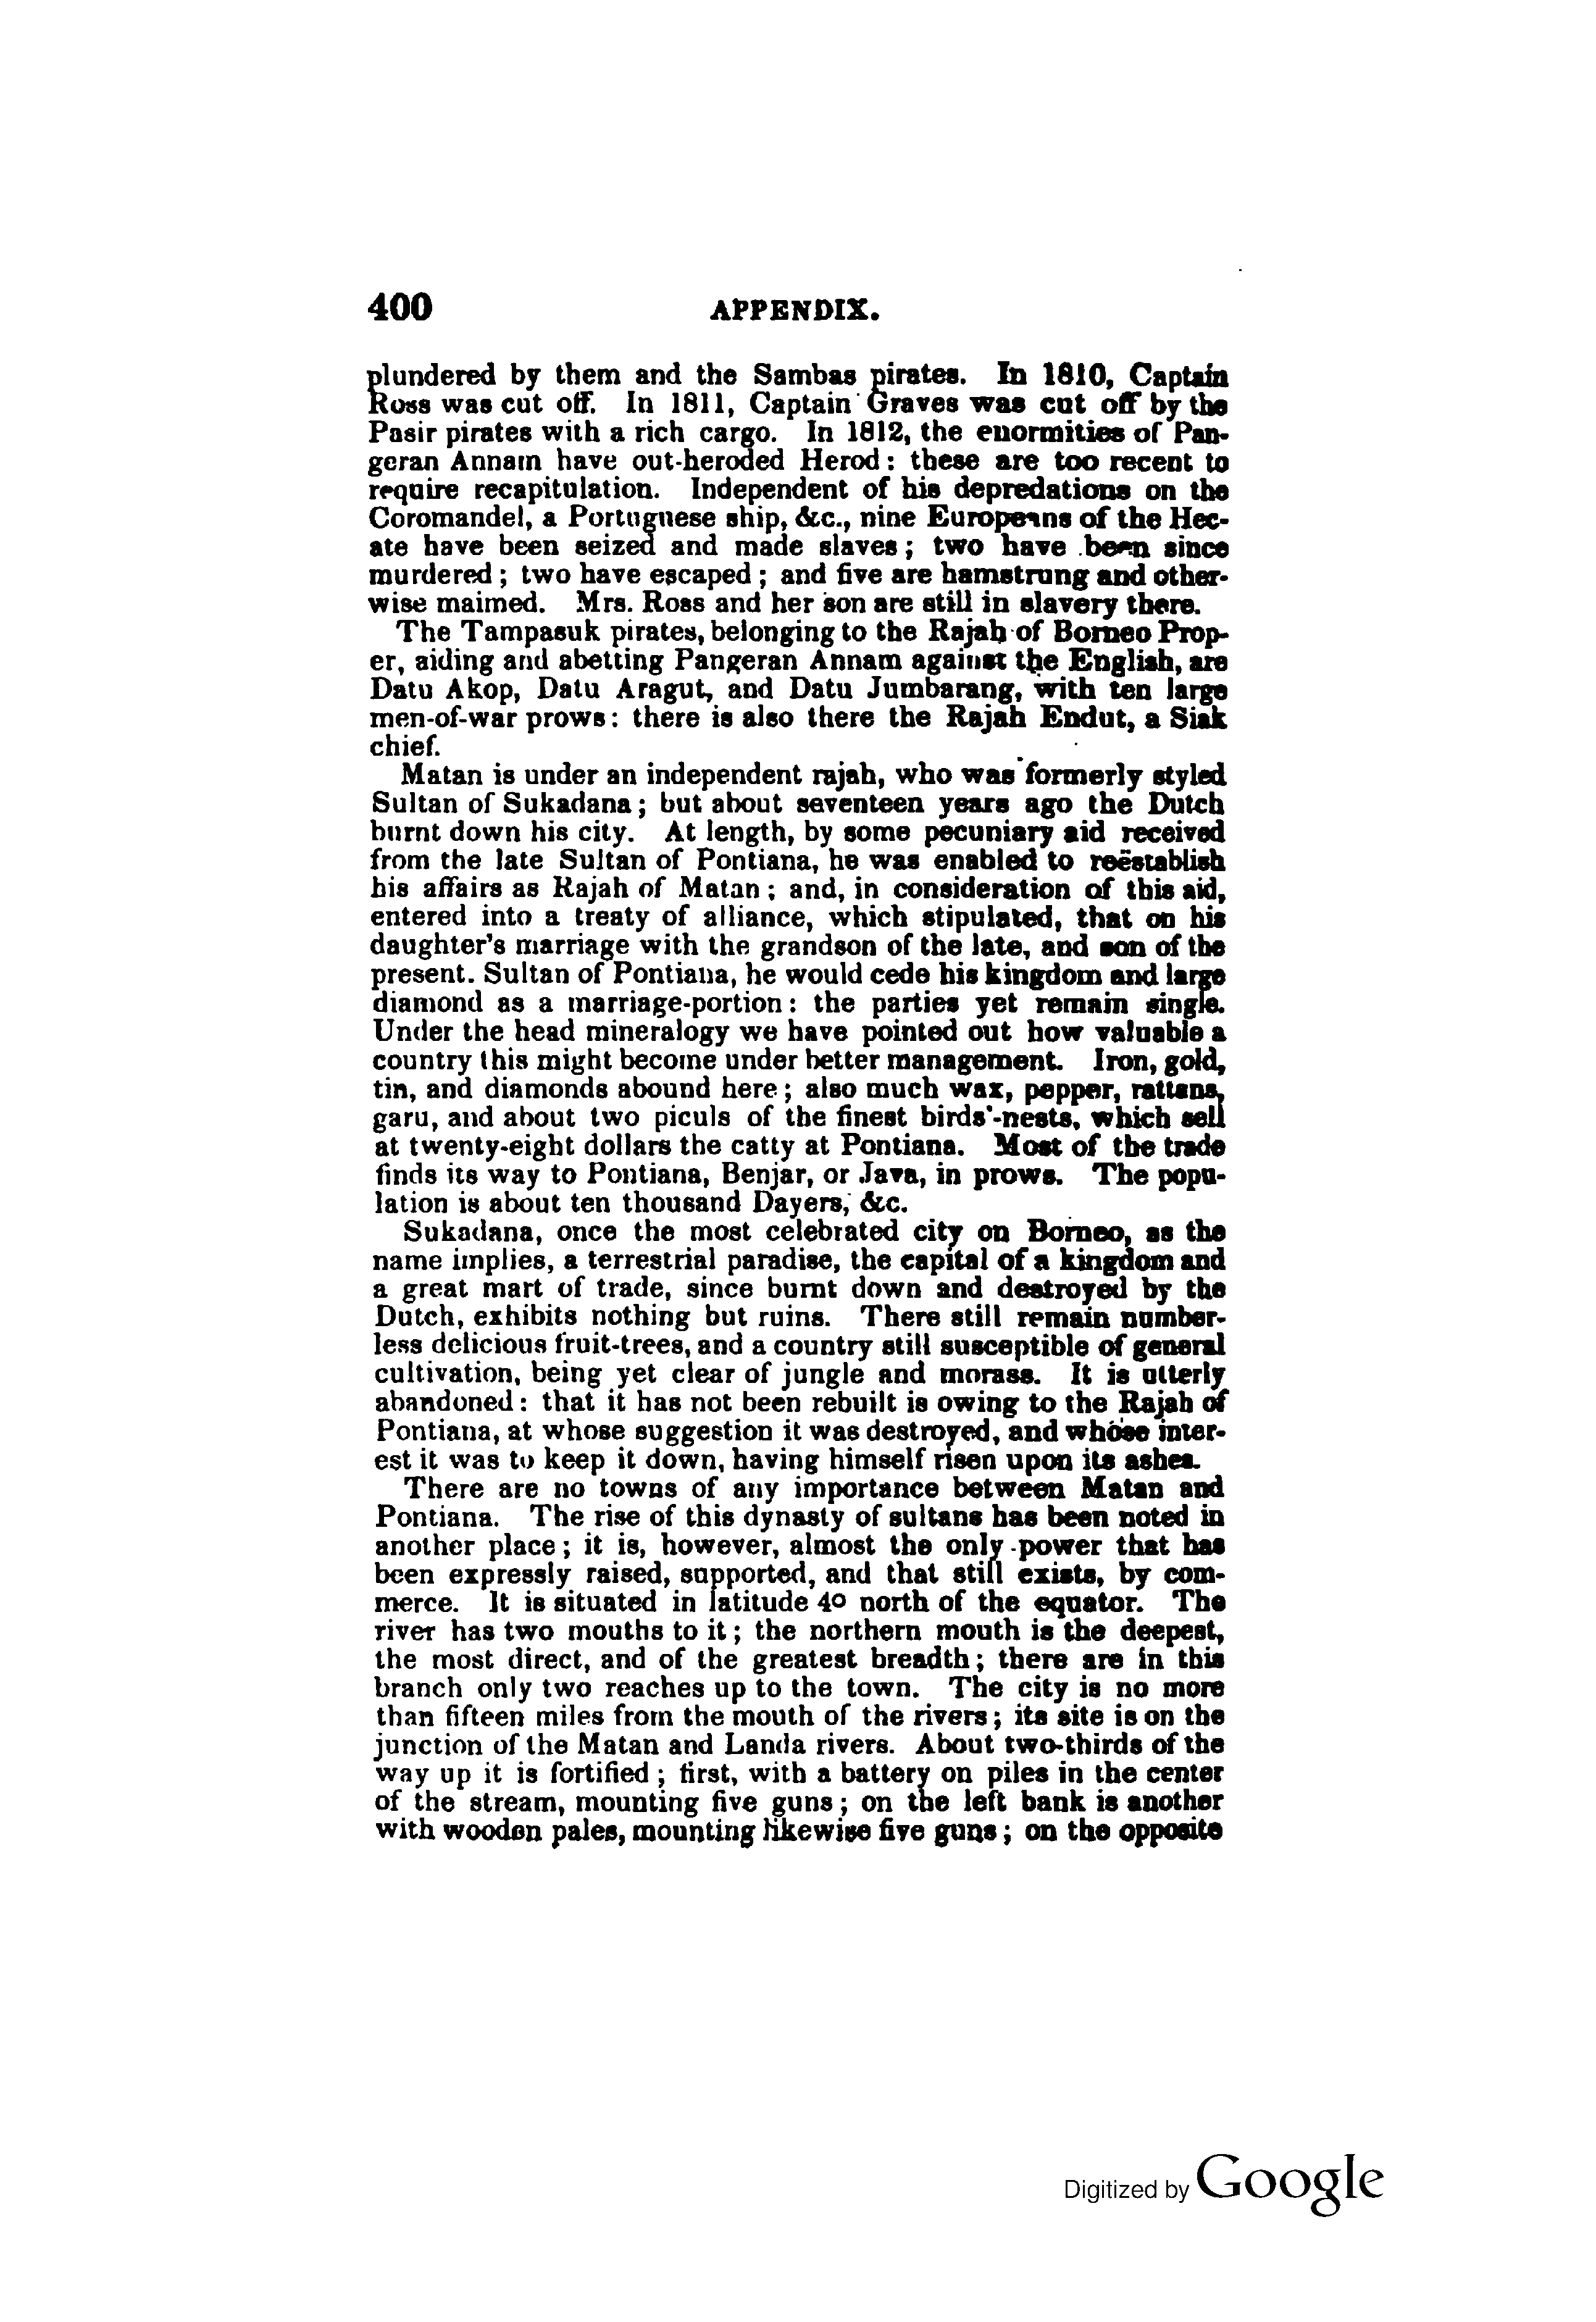 400 APPENDIX.
plundered by them and the Sambas pirates. In 1810, Captain
Ross was cut off. In 1811, Captain Graves was cut off by the
Pasir pirates with a rich cargo. In 1812, the enormities of Pan-
geran Annam have out-heroded Herod: these are too recent to
require recapitulation. Independent of his depredations on the
Coromandel, a Portuguese ship, &c., nine Europeans of the Hec-
ate have been seized and made slaves; two have been since
murdered; two have escaped; and five are hamstrung and other-
wise maimed. Mrs. Ross and her son are still in slavery there.
The Tampasuk pirates, belonging to the Rajah of Borneo Prop-
er, aiding and abetting Pangeran Annam against the English, are
Datu Akop, Datu Aragut, and Datu Jumbarang, with ten large
men-of-war prows: there is also there the Rajah Endut, a Siak
chief.
Matan is under an independent rajah, who was formerly styled
Sultan of Sukadana; but about seventeen years ago the Dutch
burnt down his city. At length, by some pecuniary aid received
from the late Sultan of Pontiana, he was enabled to reëstablish
his affairs as Rajah of Matan; and, in consideration of this aid,
entered into a treaty of alliance, which stipulated, that on his
daughter's marriage with the grandson of the late, and son of the
present. Sultan of Pontiana, he would cede his kingdom and large
diamond as a marriage-portion: the parties yet remain single.
Under the head mineralogy we have pointed out how valuable a
country this might become under better management. Iron, gold,
tin, and diamonds abound here; also much wax, pepper, rattans,
garu, and about two piculs of the finest birds'-nests, which sell
at twenty-eight dollars the catty at Pontiana. Most of the trade
finds its way to Pontiana, Benjar, or Java, in prows. The popu-
lation is about ten thousand Dayers, &c.
Sukadana, once the most celebrated city on Borneo, as the
name implies, a terrestrial paradise, the capital of a kingdom and
a great mart of trade, since burnt down and destroyed by the
Dutch, exhibits nothing but ruins. There still remain number-
less delicious fruit-trees, and a country still susceptible of general
cultivation, being yet clear of jungle and morass. It is utterly
abandoned: that it has not been rebuilt is owing to the Rajah of
Pontiana, at whose suggestion it was destroyed, and whose inter-
est it was to keep it down, having himself risen upon its ashes.
There are no towns of any importance between Matan and
Pontiana. The rise of this dynasty of sultans has been noted in
another place; it is, however, almost the only power that has
been expressly raised, supported, and that still exists, by com-
merce. It is situated in latitude 4° north of the equator. The
river has two mouths to it; the northern mouth is the deepest,
the most direct, and of the greatest breadth; there are in this
branch only two reaches up to the town. The city is no more
than fifteen miles from the mouth of the rivers; its site is on the
junction of the Matan and Landa rivers. About two-thirds of the
way up it is fortified; first, with a battery on piles in the center
of the stream, mounting five guns; on the left bank is another
with wooden pales, mounting likewise five guns; on the opposite
Digitized by Google